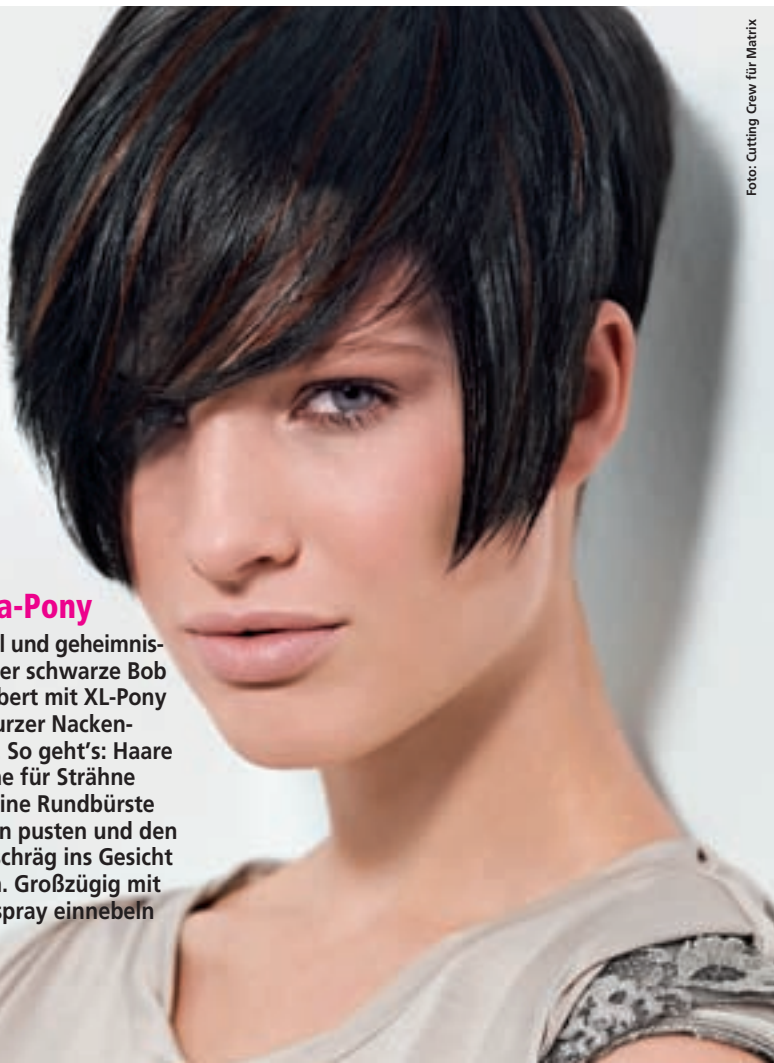 Foto: Cutting Crew für Matrix
a-Pony
l und geheimnis-
er schwarze Bob
bert mit XL-Pony
urzer Nacken-
So geht's: Haare
e für Strähne
ine Rundbürste
n pusten und den
chräg ins Gesicht
. Großzügig mit
spray einnebeln